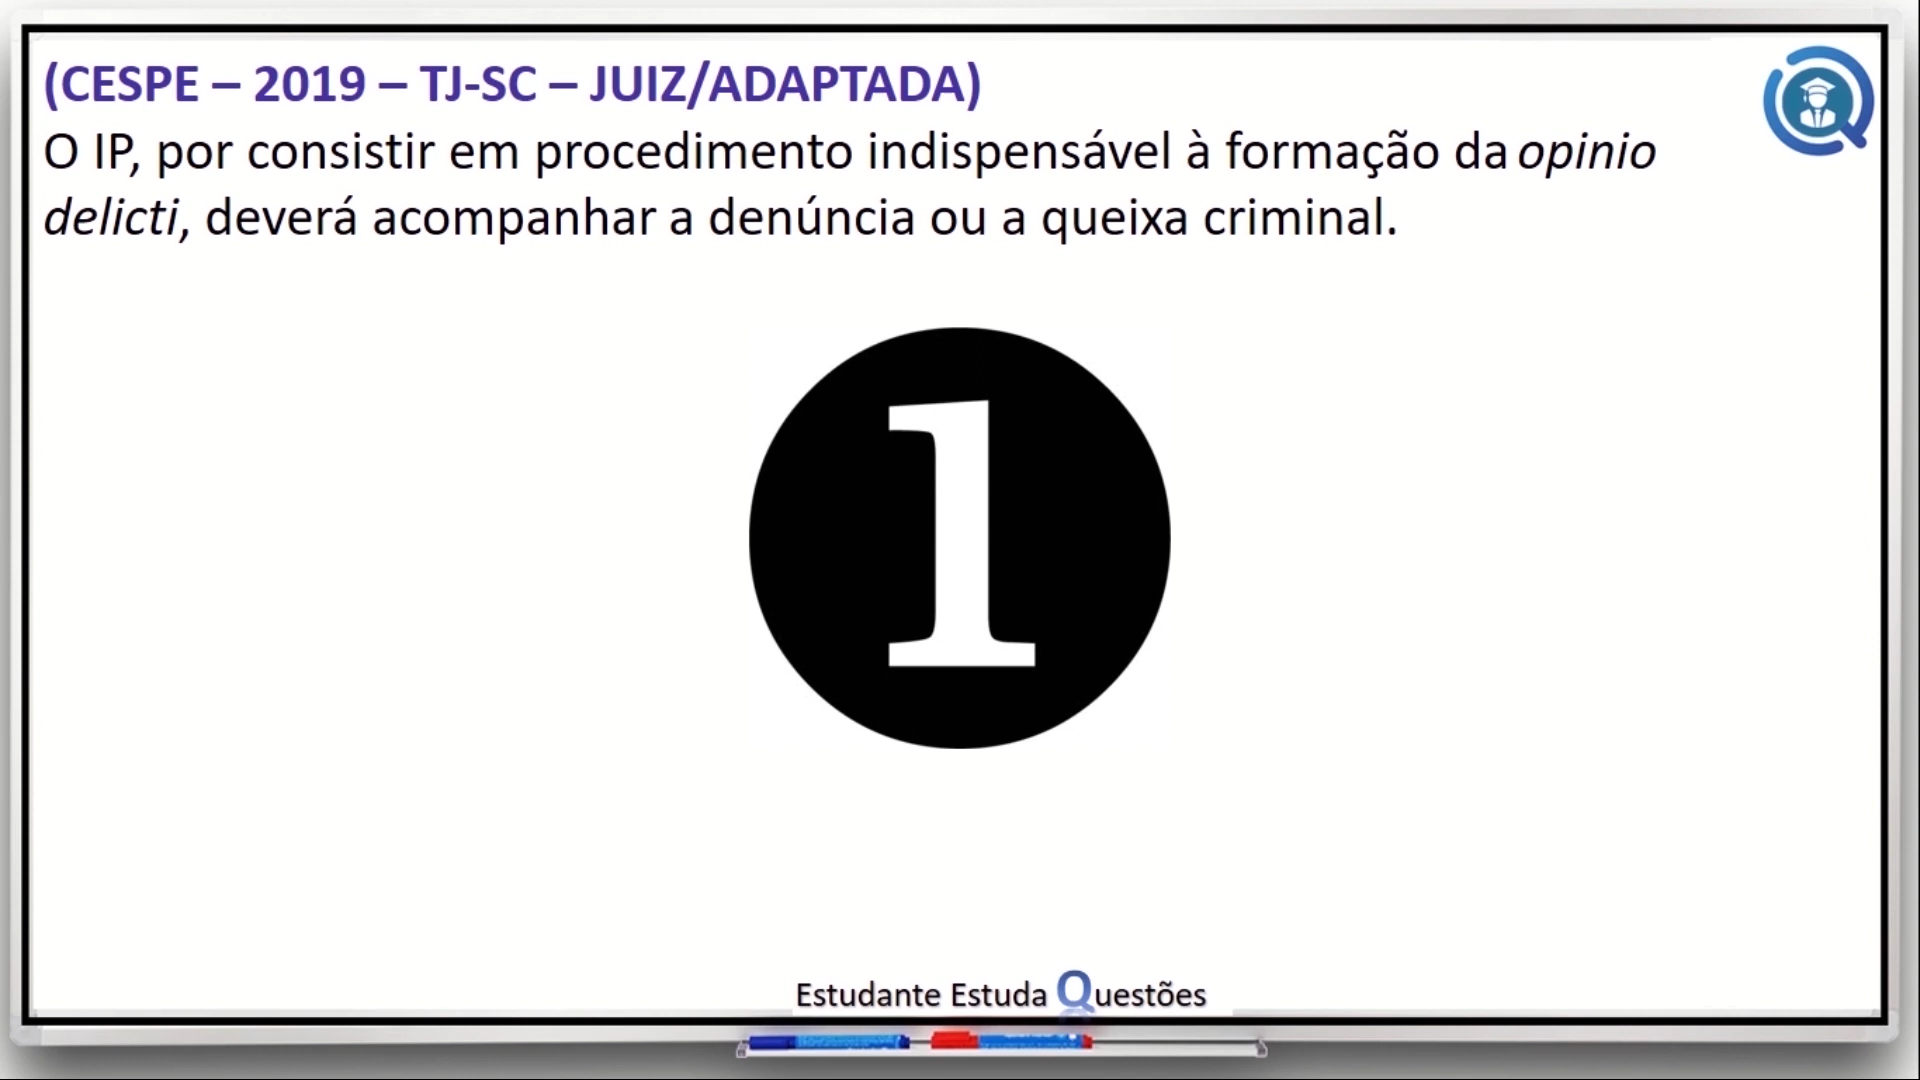 (CESPE – 2019 – TJ-SC – JUIZ/ADAPTADA)
O IP, por consistir em procedimento indispensável à formação da opinio
delicti, deverá acompanhar a denúncia ou a queixa criminal.
1
Estudante Estuda Questões